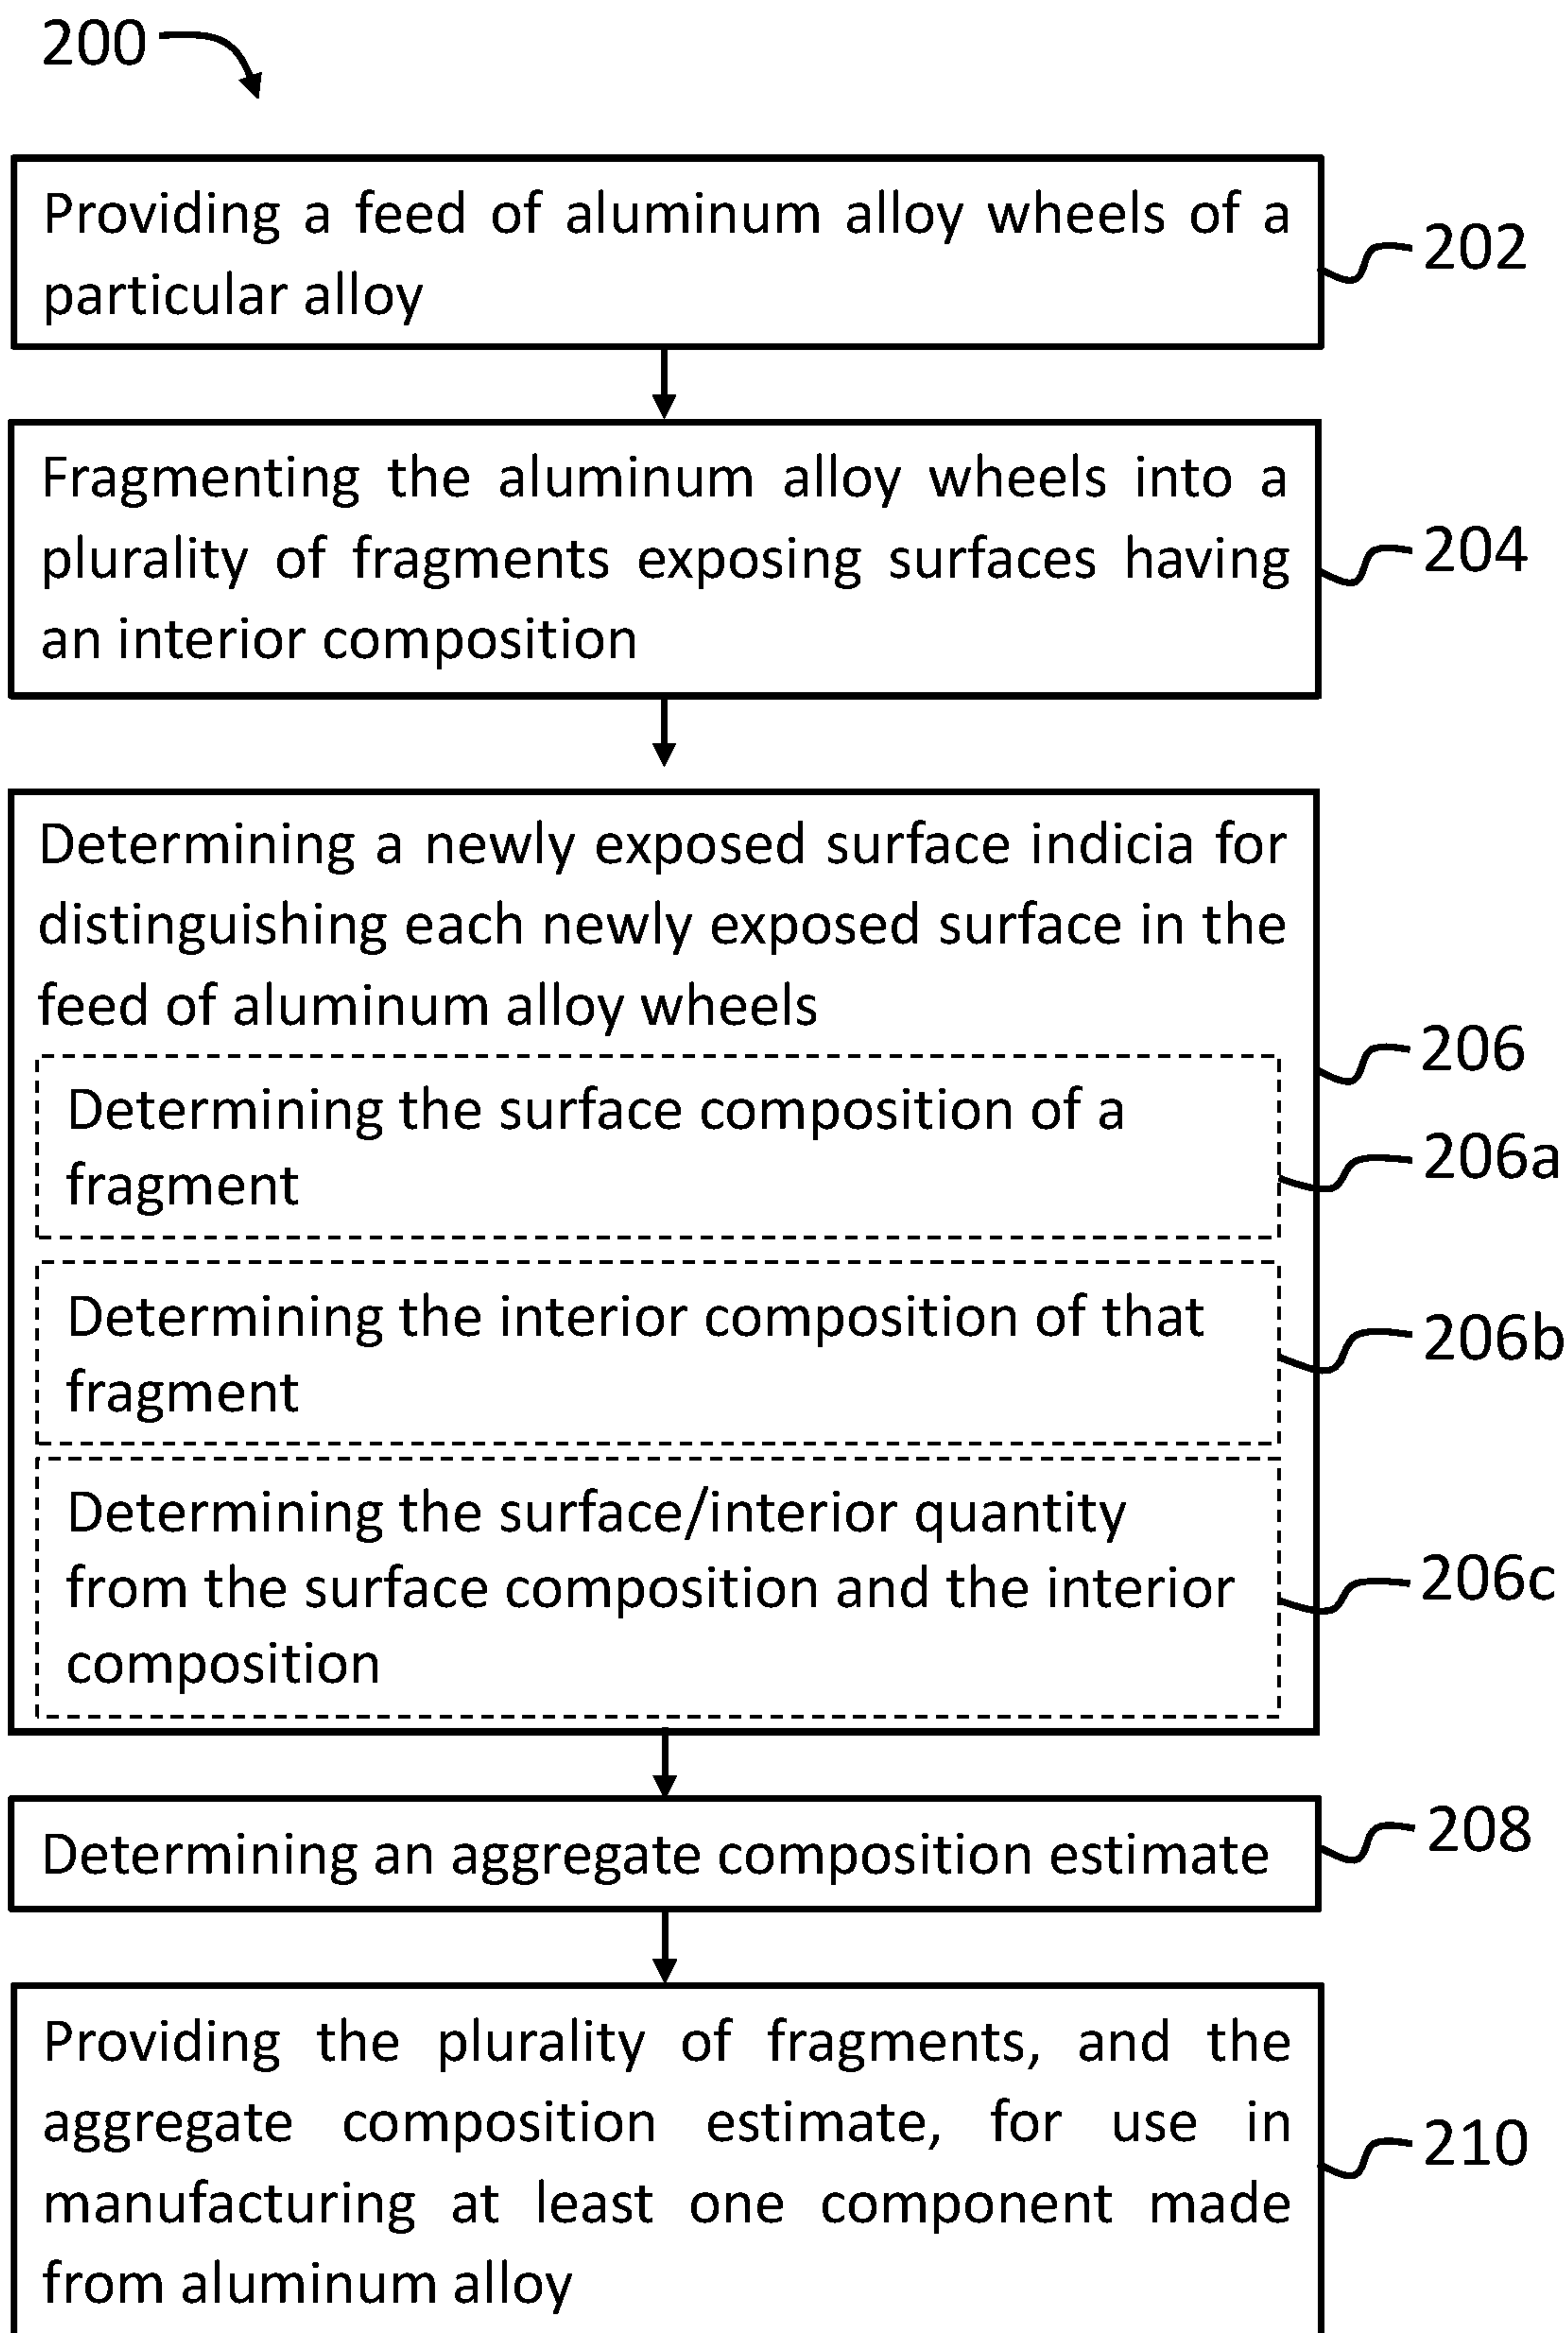 200
Providing a feed of aluminum alloy wheels of a
particular alloy
202
Fragmenting the aluminum alloy wheels into a
plurality of fragments exposing surfaces having
an interior composition
204
Determining a newly exposed surface indicia for
distinguishing each newly exposed surface in the
feed of aluminum alloy wheels
206
Determining the surface composition of a
fragment
206a
Determining the interior composition of that
fragment
206b
Determining the surface/interior quantity
from the surface composition and the interior
composition
206c
Determining an aggregate composition estimate
208
Providing the plurality of fragments, and the
aggregate composition estimate, for use in
manufacturing at least one component made
from aluminum alloy
210